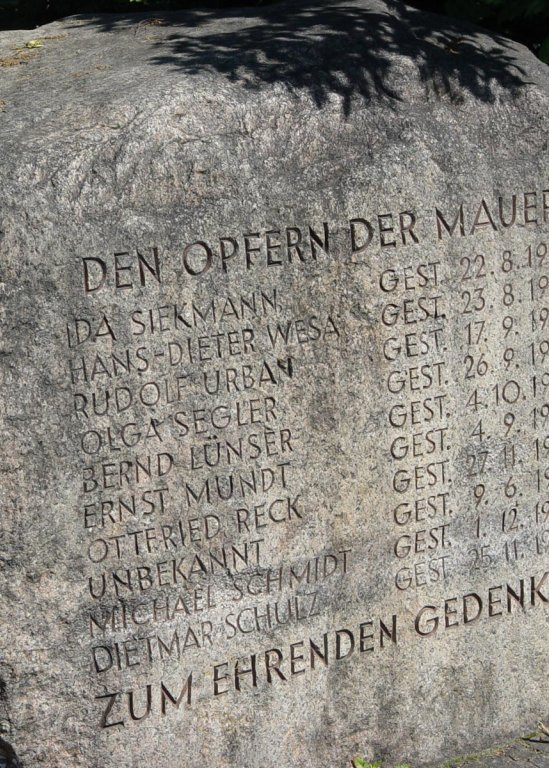 DEN OPFERN DER MAUER
IDA SIEKMANN GEST. 22.8.19
HANS-DIETER WESA GEST. 23.8.19
RUDOLF URBAN GEST. 17.9.19
OLGA SEGLER GEST. 26.9.19
BERND LÜNSER GEST. 4.10.19
ERNST MUNDT GEST. 4.9.19
OTTFRIED RECK GEST. 27.11.19
UNBEKANNT GEST. 9.6.19
MICHAEL SCHMIDT GEST. 1.12.19
DIETMAR SCHULZ GEST. 25.11.19
ZUM EHRENDEN GEDENK